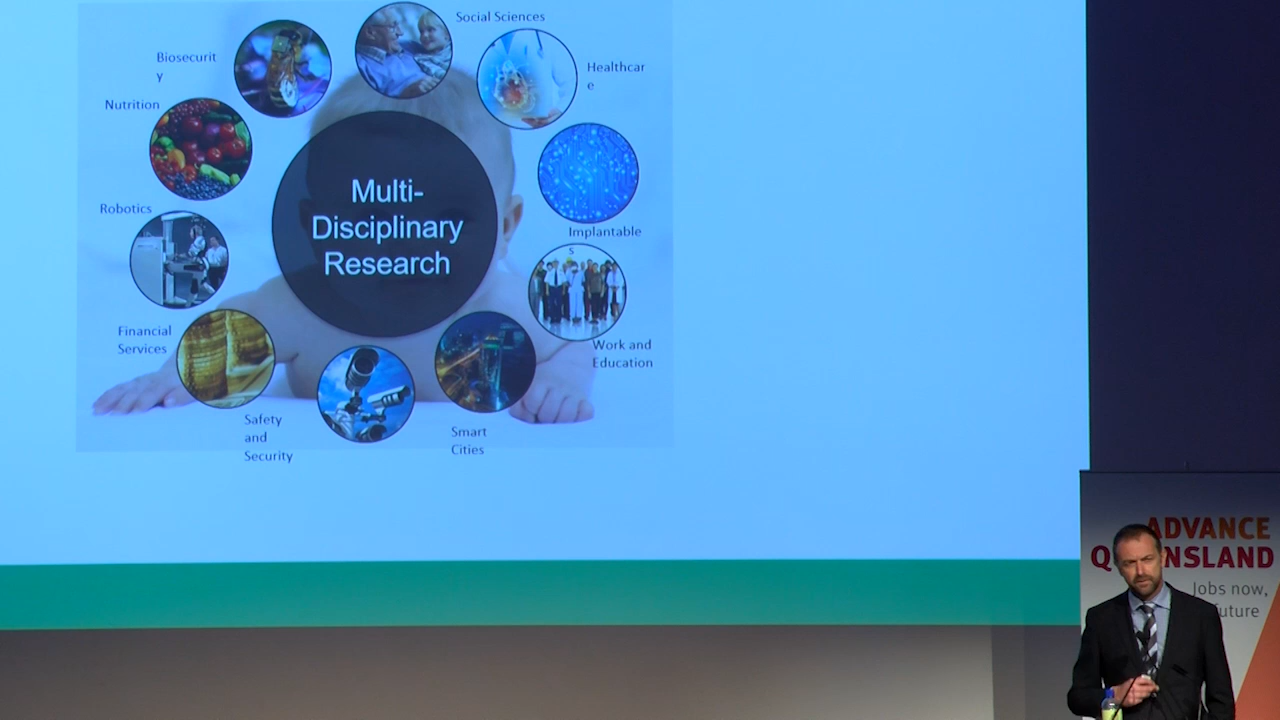 Social Sciences
Biosecurit
y
Healthcar
e
Nutrition
Multi-
Disciplinary
Research
Robotics
Implantable
s
Financial
Services
Work and
Education
Safety
and
Security
Smart
Cities
ADVANCE
Q NSLAND
Jobs now,
future